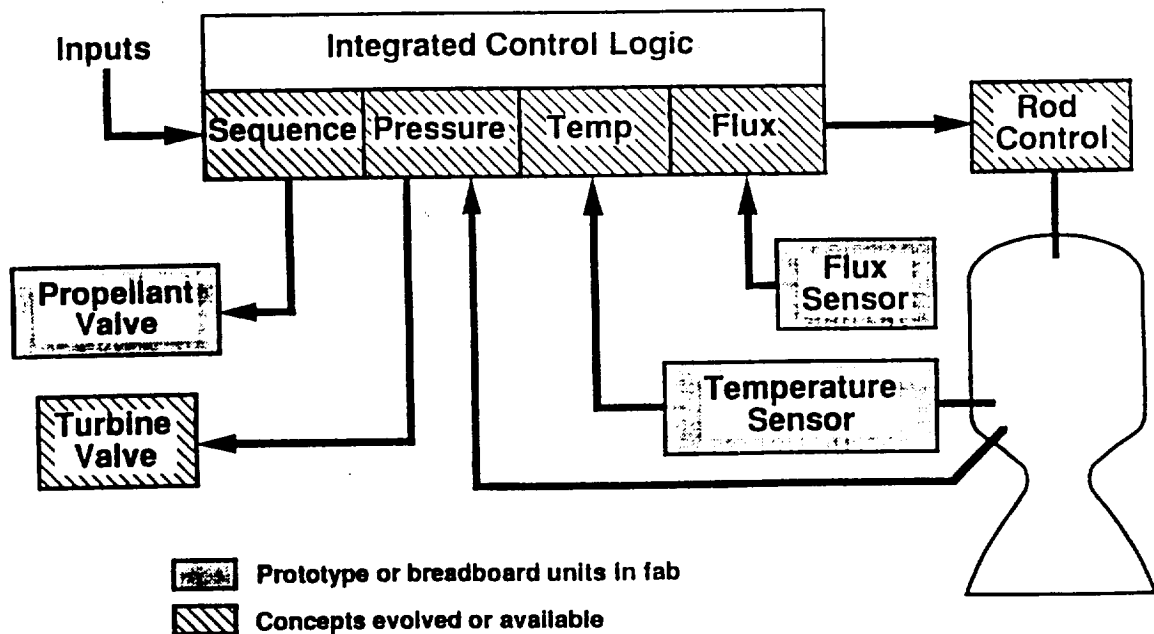 Inputs
Integrated Control Logic
Sequence
Pressure
Temp
Flux
Rod
Control
Propellant
Valve
Flux
Sensor
Turbine
Valve
Temperature
Sensor
Prototype or breadboard units in fab
Concepts evolved or available